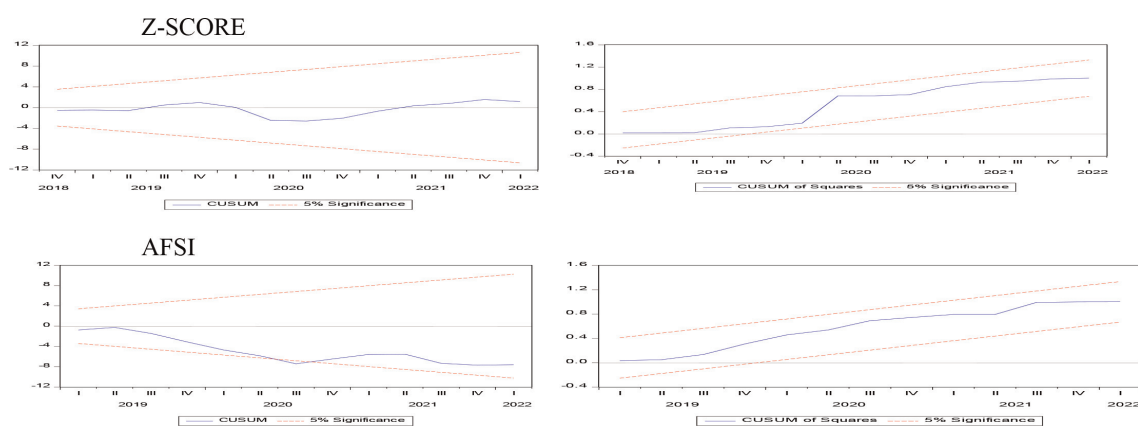 Z-SCORE
12
8
4
0
-4
-8
-12
IV I II III IV I II III IV I II III IV I
2018 2019 2020 2021 2022
CUSUM 5% Significance
1.6
1.2
0.8
0.4
0.0
-0.4
IV I II III IV I II III IV I II III IV I
2018 2019 2020 2021 2022
CUSUM of Squares 5% Significance
AFSI
12
8
4
0
-4
-8
-12
I II III IV I II III IV I II III IV I
2019 2020 2021 2022
CUSUM 5% Significance
1.6
1.2
0.8
0.4
0.0
-0.4
I II III IV I II III IV I II III IV I
2019 2020 2021 2022
CUSUM of Squares 5% Significance